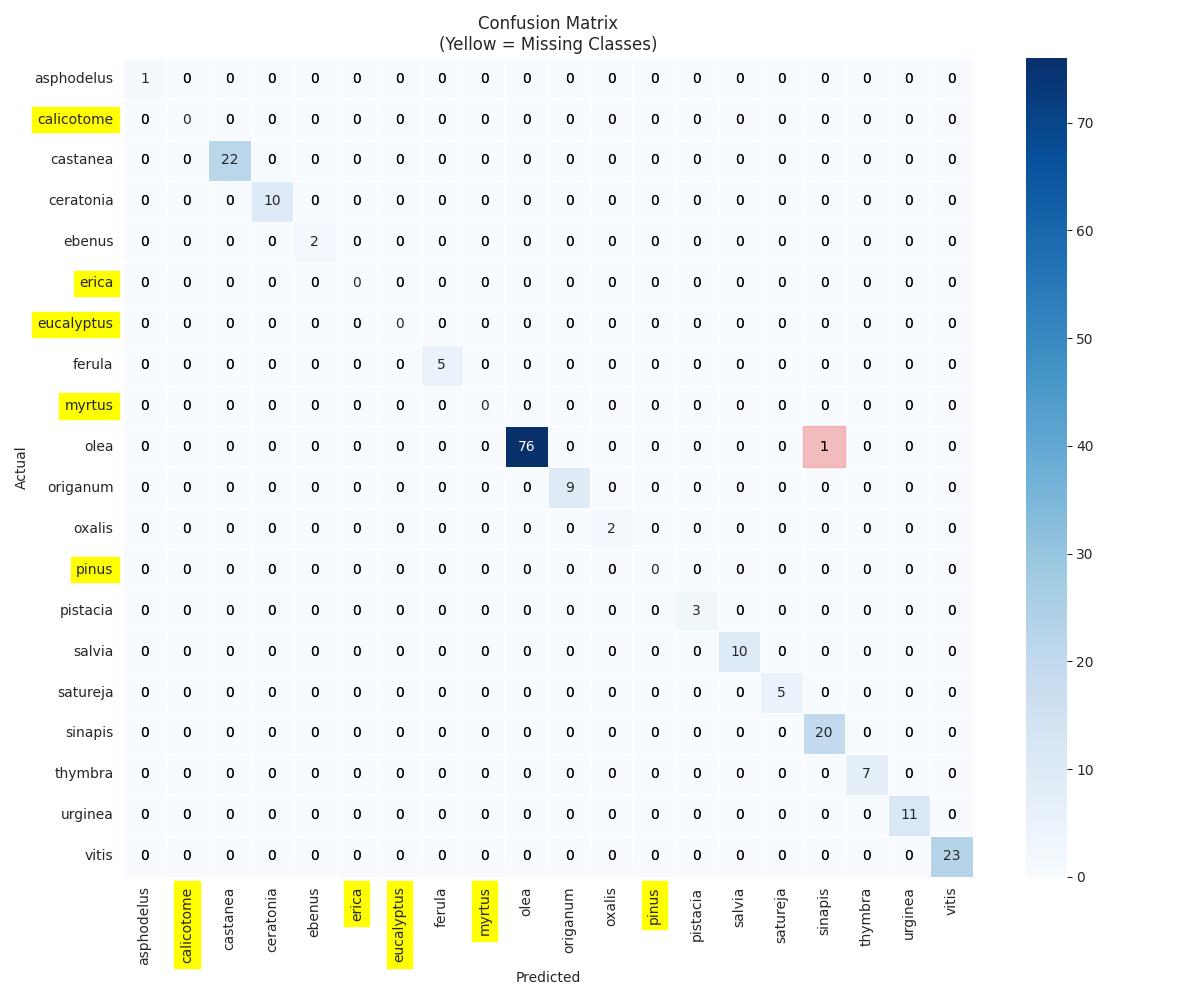 Confusion Matrix
(Yellow = Missing Classes)
Actual
asphodelus 1 0 0 0 0 0 0 0 0 0 0 0 0 0 0 0 0 0 0 0
calicotome 0 0 0 0 0 0 0 0 0 0 0 0 0 0 0 0 0 0 0 0
castanea 0 0 22 0 0 0 0 0 0 0 0 0 0 0 0 0 0 0 0 0
ceratonia 0 0 0 10 0 0 0 0 0 0 0 0 0 0 0 0 0 0 0 0
ebenus 0 0 0 0 2 0 0 0 0 0 0 0 0 0 0 0 0 0 0 0
erica 0 0 0 0 0 0 0 0 0 0 0 0 0 0 0 0 0 0 0 0
eucalyptus 0 0 0 0 0 0 0 0 0 0 0 0 0 0 0 0 0 0 0 0
ferula 0 0 0 0 0 0 0 5 0 0 0 0 0 0 0 0 0 0 0 0
myrtus 0 0 0 0 0 0 0 0 0 0 0 0 0 0 0 0 0 0 0 0
olea 0 0 0 0 0 0 0 0 0 76 0 0 0 0 0 0 1 0 0 0
origanum 0 0 0 0 0 0 0 0 0 0 9 0 0 0 0 0 0 0 0 0
oxalis 0 0 0 0 0 0 0 0 0 0 0 2 0 0 0 0 0 0 0 0
pinus 0 0 0 0 0 0 0 0 0 0 0 0 0 0 0 0 0 0 0 0
pistacia 0 0 0 0 0 0 0 0 0 0 0 0 0 3 0 0 0 0 0 0
salvia 0 0 0 0 0 0 0 0 0 0 0 0 0 0 10 0 0 0 0 0
satureja 0 0 0 0 0 0 0 0 0 0 0 0 0 0 0 5 0 0 0 0
sinapis 0 0 0 0 0 0 0 0 0 0 0 0 0 0 0 0 20 0 0 0
thymbra 0 0 0 0 0 0 0 0 0 0 0 0 0 0 0 0 0 7 0 0
urginea 0 0 0 0 0 0 0 0 0 0 0 0 0 0 0 0 0 0 11 0
vitis 0 0 0 0 0 0 0 0 0 0 0 0 0 0 0 0 0 0 0 23
asphodelus calicotome castanea ceratonia ebenus erica eucalyptus ferula myrtus olea origanum oxalis pinus pistacia salvia satureja sinapis thymbra urginea vitis
Predicted
70
60
50
40
30
20
10
0